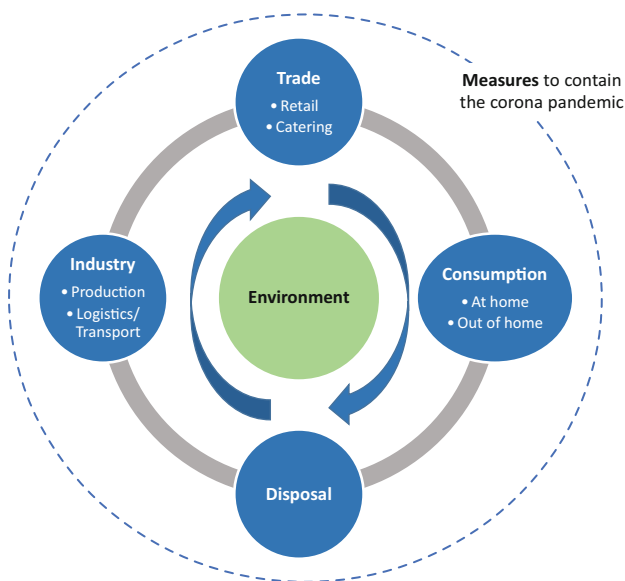 Trade
• Retail
• Catering
Measures to contain
the corona pandemic
Industry
• Production
• Logistics/
Transport
Environment
Consumption
• At home
• Out of home
Disposal